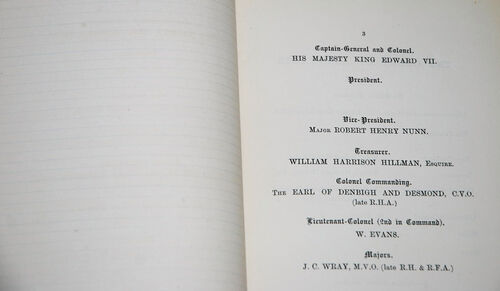 3
Captain-General and Colonel.
HIS MAJESTY KING EDWARD VII.
President.
Vice-President.
Major ROBERT HENRY NUNN.
Treasurer.
WILLIAM HARRISON HILLMAN, Esquire.
Colonel Commanding.
The EARL OF DENBIGH AND DESMOND, C.V.O.
(late R.H.A.)
Lieutenant-Colonel (2nd in Command).
W. EVANS.
Majors.
J. C. WRAY, M.V.O. (late R.H. & R.F.A.)